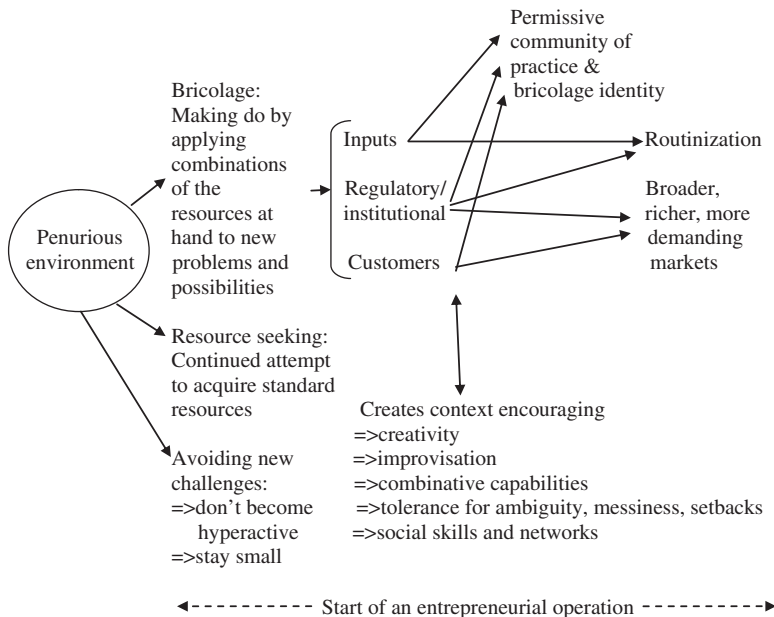 Penurious
environment
Bricolage:
Making do by
applying
combinations
of the
resources at
hand to new
problems and
possibilities
Resource seeking:
Continued attempt
to acquire standard
resources
Avoiding new
challenges:
=>don't become
hyperactive
=>stay small
Inputs
Regulatory/
institutional
Customers
Permissive
community of
practice &
bricolage identity
Routinization
Broader,
richer, more
demanding
markets
Creates context encouraging
=>creativity
=>improvisation
=>combinative capabilities
=>tolerance for ambiguity, messiness, setbacks
=>social skills and networks
Start of an entrepreneurial operation